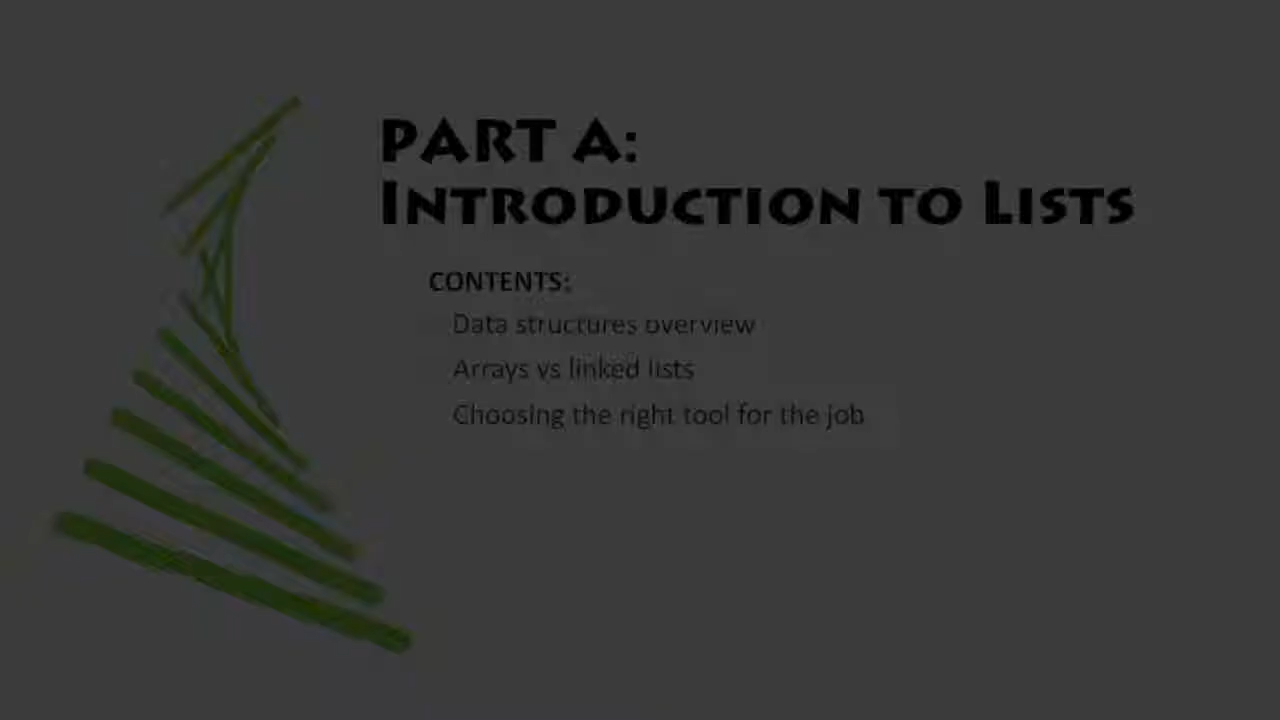 PART A:
INTRODUCTION TO LISTS
CONTENTS:
Data structures overview
Arrays vs linked lists
Choosing the right tool for the job